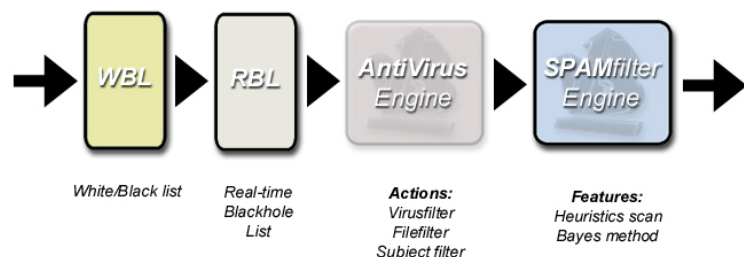 WBL
RBL
AntiVirus
Engine
SPAMfilter
Engine
White/Black list
Real-time
Blackhole
List
Actions:
Virusfilter
Filefilter
Subject filter
Features:
Heuristics scan
Bayes method